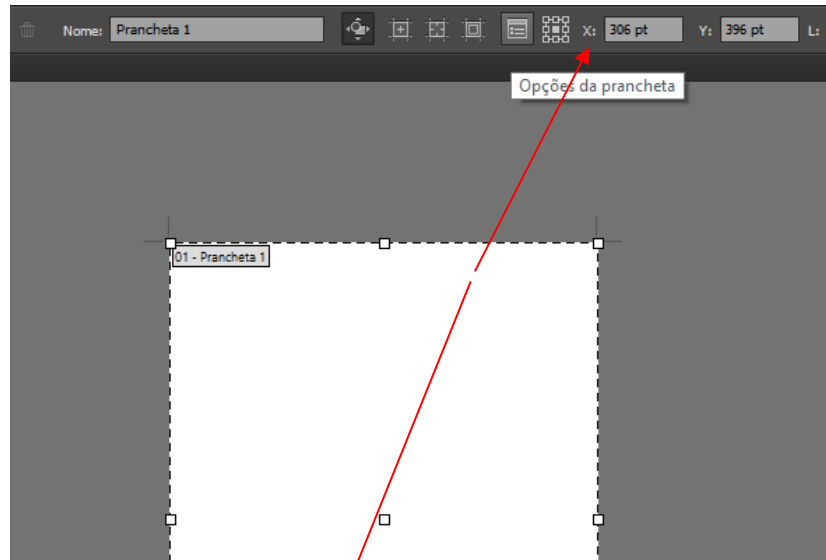 Nome: Prancheta 1 X: 306 pt Y: 396 pt L:
Opções da prancheta
01 - Prancheta 1